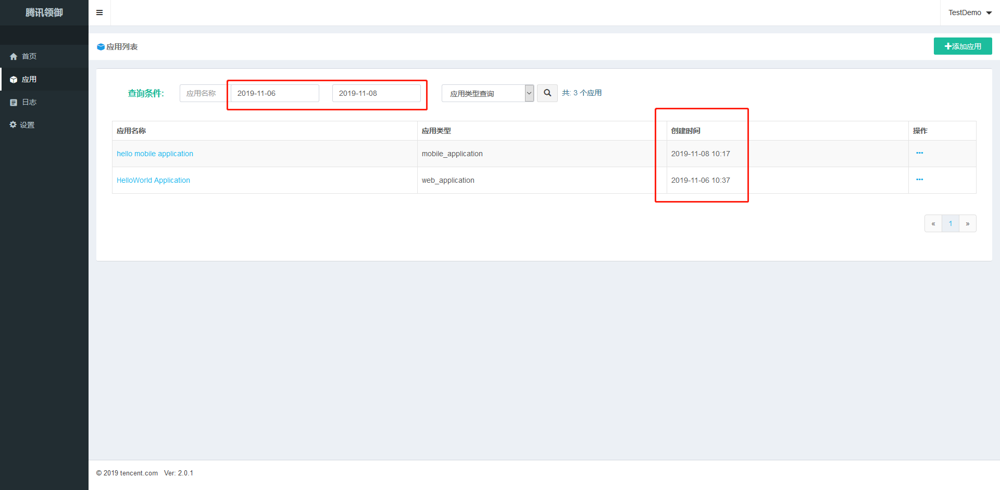 腾讯领御
TestDemo
首页
应用
日志
设置
应用列表
添加应用
查询条件:
应用名称
2019-11-06
2019-11-08
应用类型查询
共: 3 个应用
应用名称 应用类型 创建时间 操作
hello mobile application mobile_application 2019-11-08 10:17
HelloWorld Application web_application 2019-11-06 10:37
« 1 »
© 2019 tencent.com Ver: 2.0.1